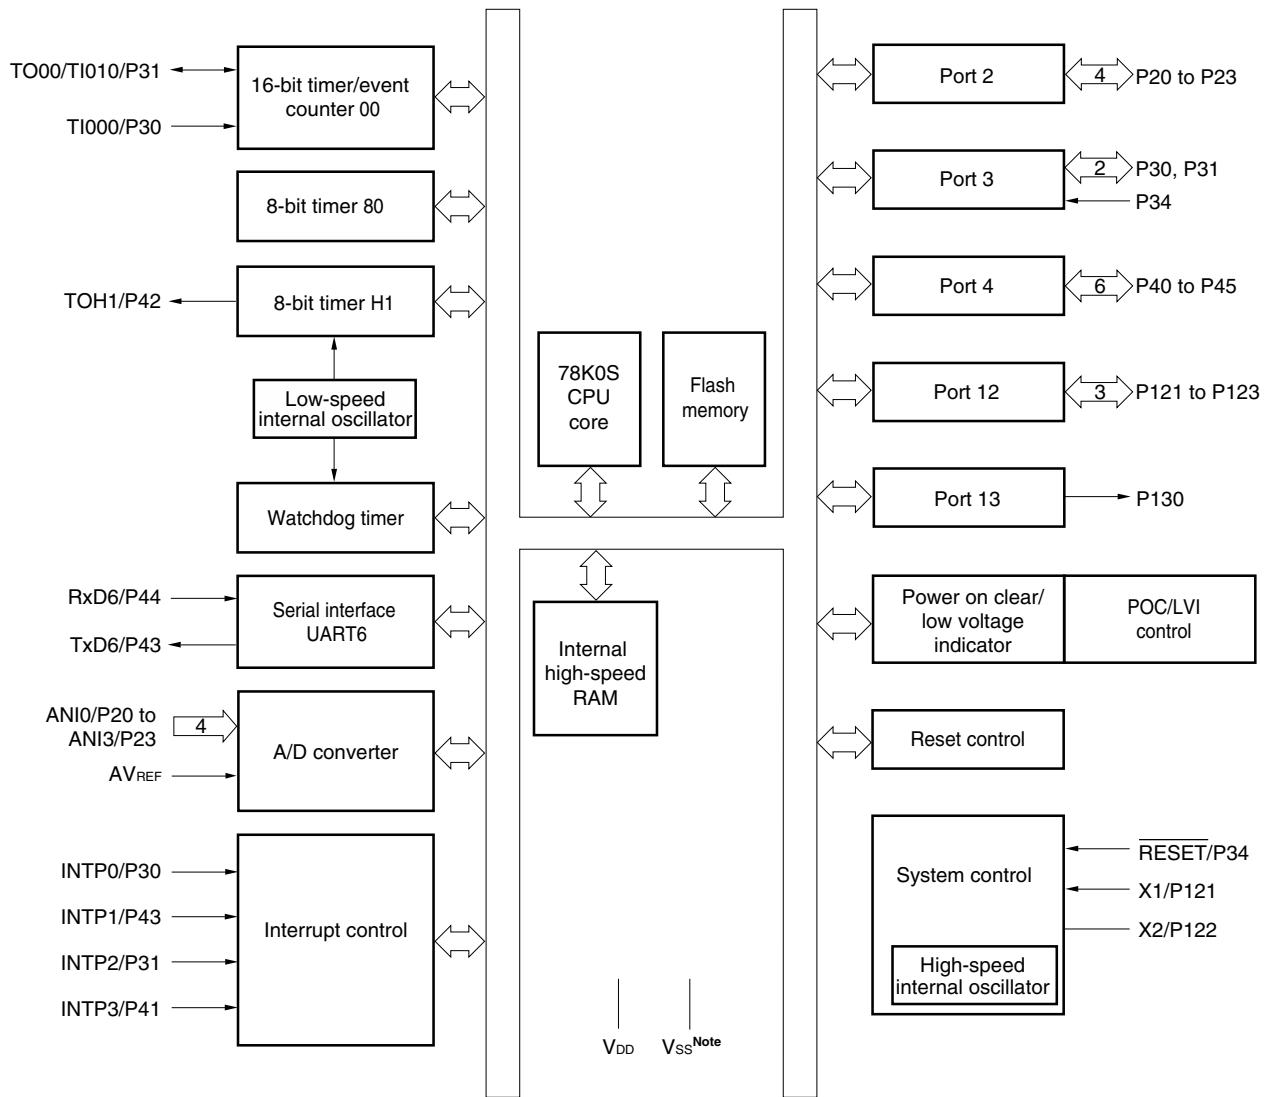 TO00/TI010/P31
TI000/P30
16-bit timer/event
counter 00
8-bit timer 80
TOH1/P42
8-bit timer H1
Low-speed
internal oscillator
Watchdog timer
RxD6/P44
TxD6/P43
Serial interface
UART6
ANI0/P20 to
ANI3/P23
4
AVREF
A/D converter
INTP0/P30
INTP1/P43
INTP2/P31
INTP3/P41
Interrupt control
78K0S
CPU
core
Flash
memory
Internal
high-speed
RAM
VDD
VSS Note
Port 2
4
P20 to P23
Port 3
2
P30, P31
P34
Port 4
6
P40 to P45
Port 12
3
P121 to P123
Port 13
P130
Power on clear/
low voltage
indicator
POC/LVI
control
Reset control
System control
RESET/P34
X1/P121
X2/P122
High-speed
internal oscillator